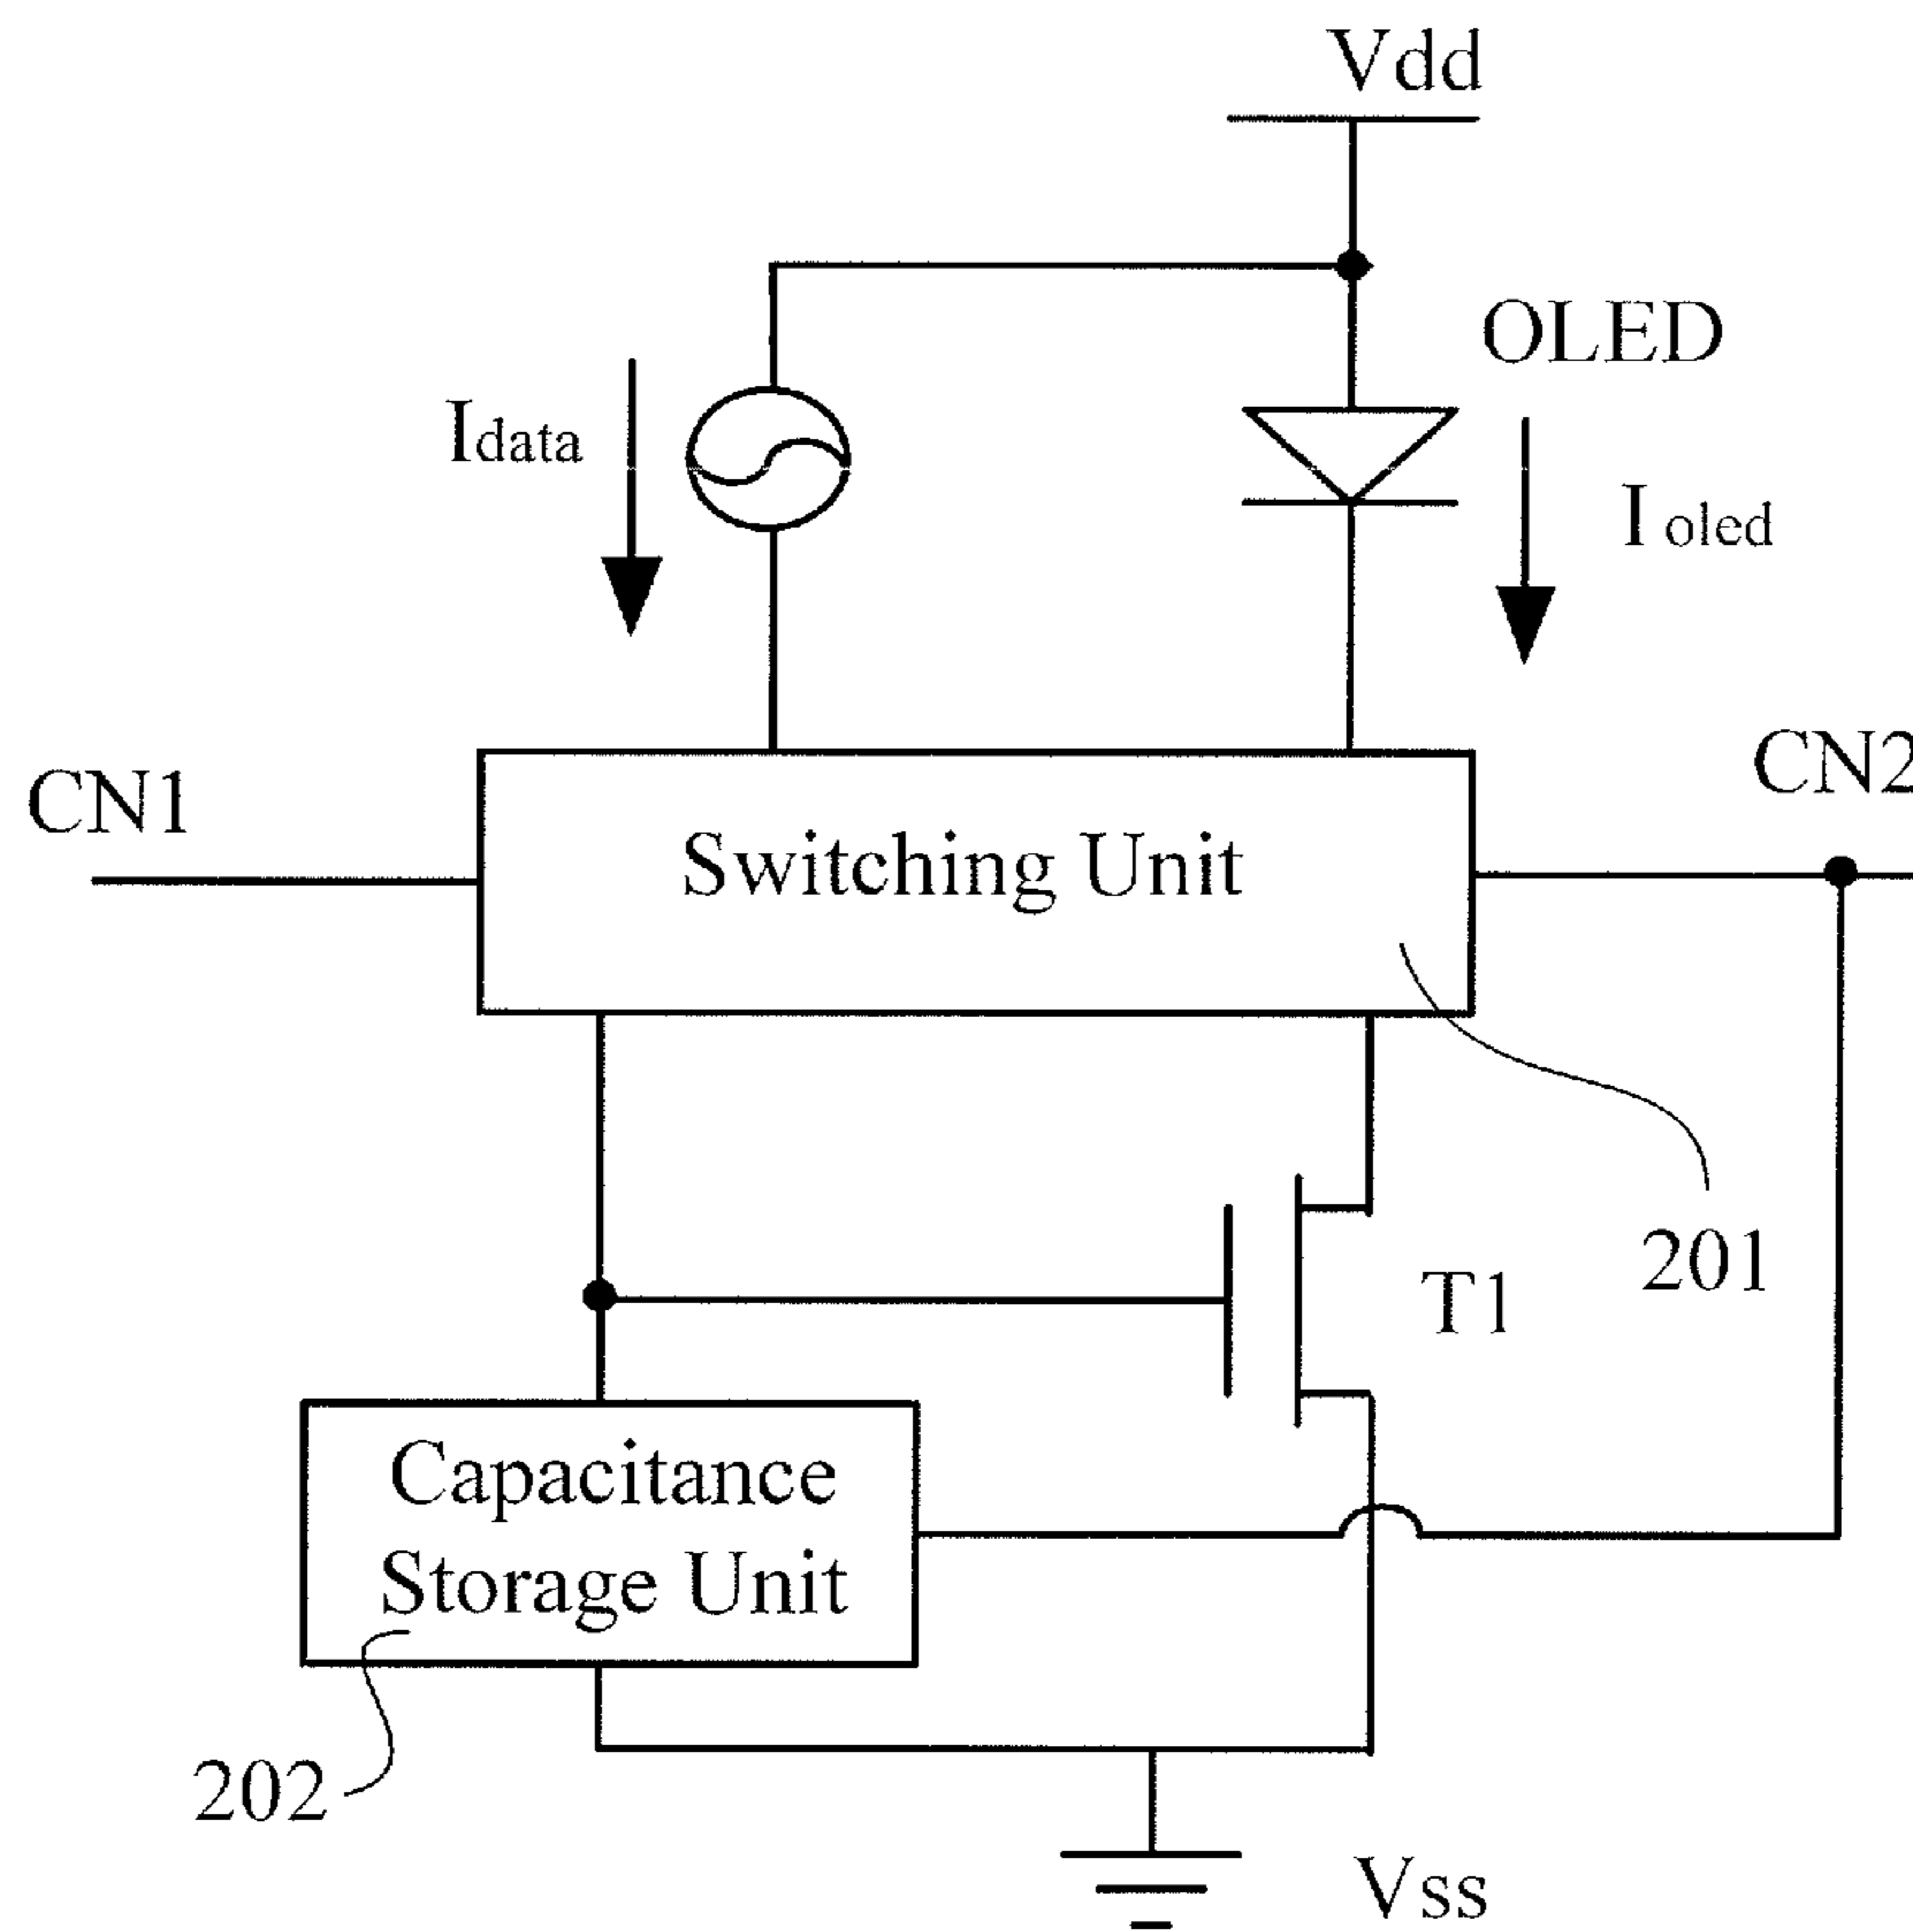 Vdd
OLED
Idata
I oled
CN1
CN2
Switching Unit
201
T1
Capacitance
Storage Unit
202
Vss